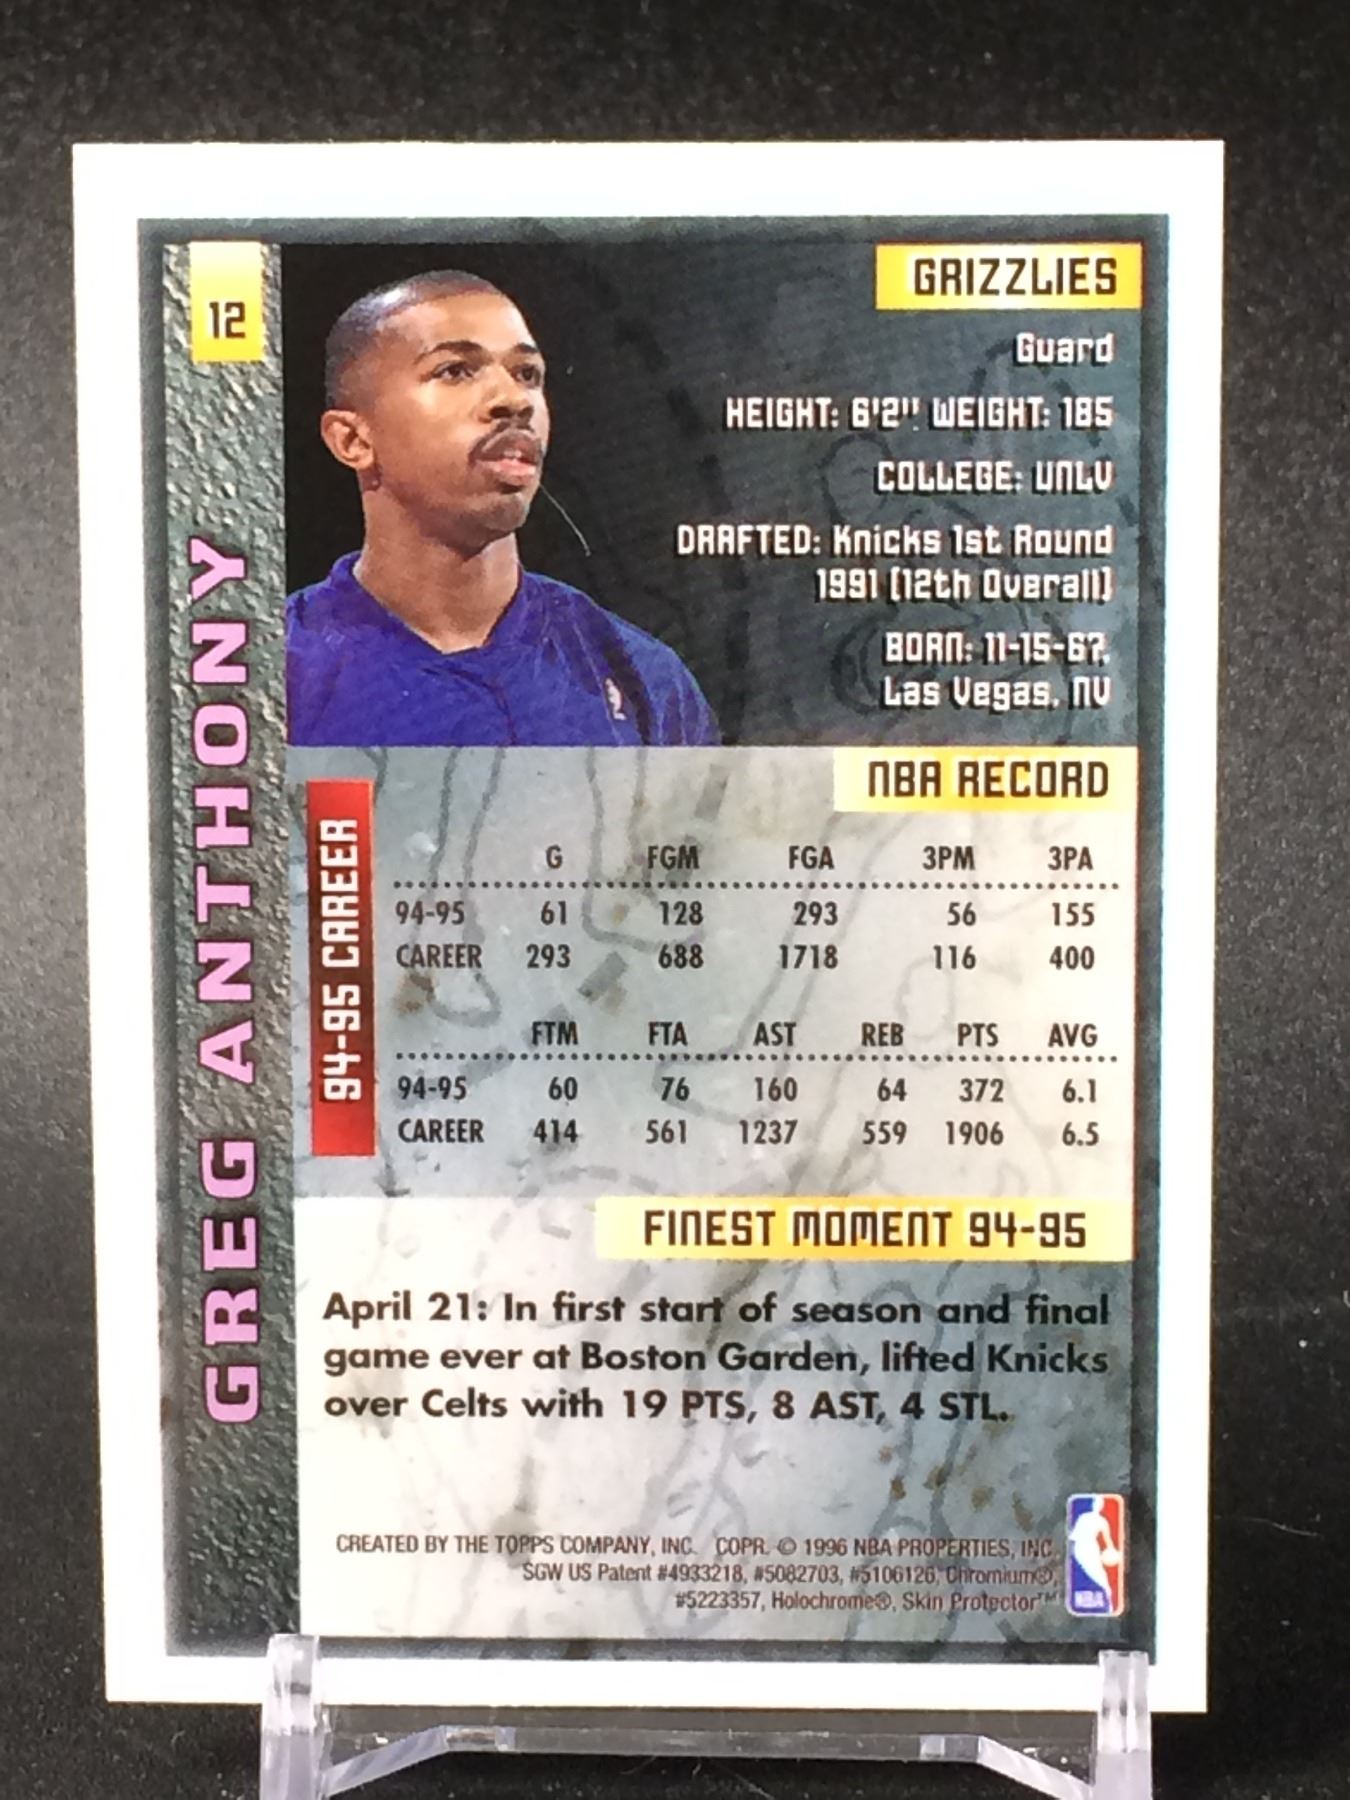 12
GREG ANTHONY
GRIZZLIES
Guard
HEIGHT: 6'2" WEIGHT: 185
COLLEGE: UNLV
DRAFTED: Knicks 1st Round
1991 (12th Overall)
BORN: 11-15-67,
Las Vegas, NV
NBA RECORD
94-95 CAREER
G FGM FGA 3PM 3PA
94-95 61 128 293 56 155
CAREER 293 688 1718 116 400
FTM FTA AST REB PTS AVG
94-95 60 76 160 64 372 6.1
CAREER 414 561 1237 559 1906 6.5
FINEST MOMENT 94-95
April 21: In first start of season and final
game ever at Boston Garden, lifted Knicks
over Celts with 19 PTS, 8 AST, 4 STL.
CREATED BY THE TOPPS COMPANY, INC. COPR. © 1996 NBA PROPERTIES, INC.
SGW US Patent #4933218, #5082703, #5106126, Chromium®,
#5223357, Holochrome®, Skin Protector™
NBA